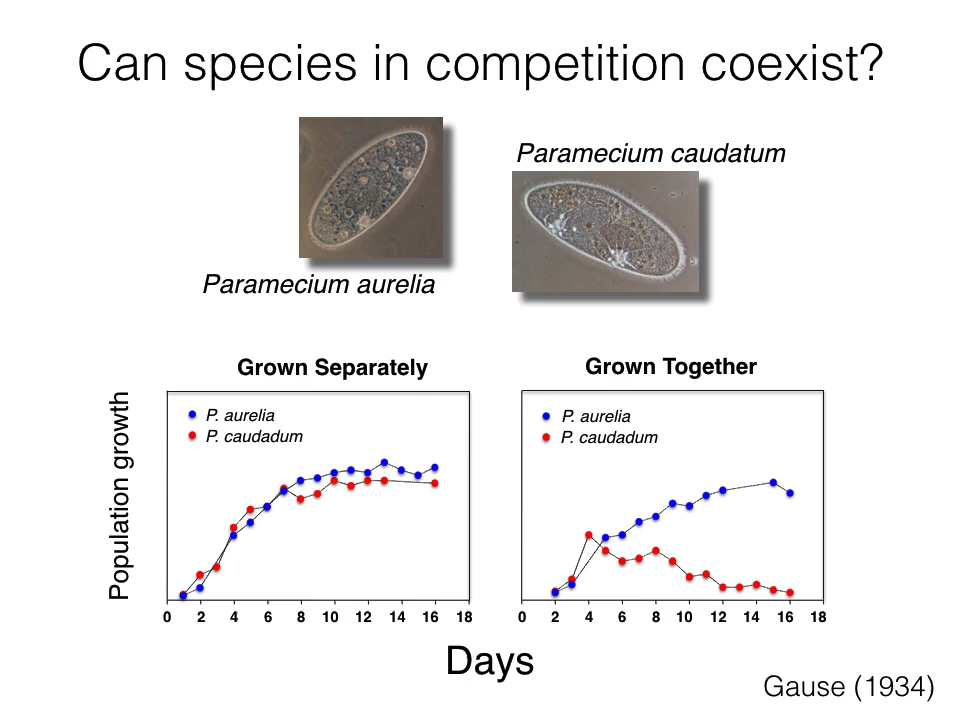 Can species in competition coexist?
Paramecium caudatum
Paramecium aurelia
Grown Separately
Grown Together
Population growth
P. aurelia
P. caudadum
P. aurelia
P. caudadum
0 2 4 6 8 10 12 14 16 18
0 2 4 6 8 10 12 14 16 18
Days
Gause (1934)